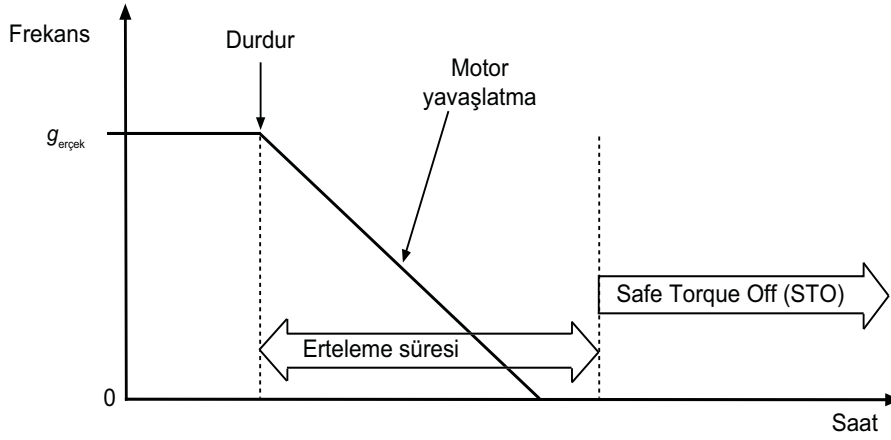 Frekans
Durdur
Motor
yavaşlatma
gerçek
Safe Torque Off (STO)
Erteleme süresi
0
Saat